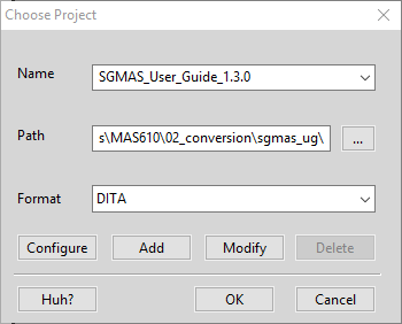 Choose Project
Name SGMAS_User_Guide_1.3.0
Path s\MAS610\02_conversion\sgmas_ug\ ...
Format DITA
Configure Add Modify Delete
Huh? OK Cancel